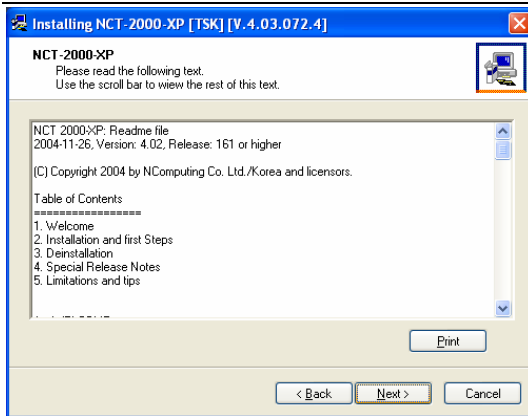 Installing NCT-2000-XP [TSK] [V.4.03.072.4]
NCT-2000-XP
Please read the following text.
Use the scroll bar to wiew the rest of this text.
NCT 2000-XP: Readme file
2004-11-26, Version: 4.02, Release: 161 or higher
(C) Copyright 2004 by NComputing Co. Ltd./Korea and licensors.
Table of Contents
=================
1. Welcome
2. Installation and first Steps
3. Deinstallation
4. Special Release Notes
5. Limitations and tips
Print
< Back
Next >
Cancel